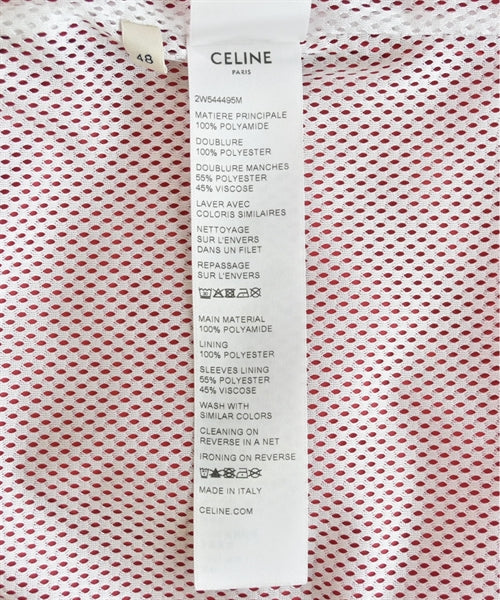 48
CELINE
PARIS
2W544495M
MATIERE PRINCIPALE
100% POLYAMIDE
DOUBLURE
100% POLYESTER
DOUBLURE MANCHES
55% POLYESTER
45% VISCOSE
LAVER AVEC
COLORIS SIMILAIRES
NETTOYAGE
SUR L'ENVERS
DANS UN FILET
REPASSAGE
SUR L'ENVERS
MAIN MATERIAL
100% POLYAMIDE
LINING
100% POLYESTER
SLEEVES LINING
55% POLYESTER
45% VISCOSE
WASH WITH
SIMILAR COLORS
CLEANING ON
REVERSE IN A NET
IRONING ON REVERSE
MADE IN ITALY
CELINE.COM